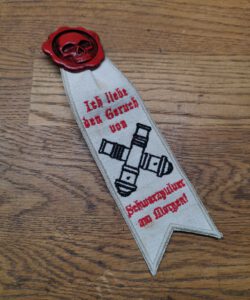 Ich liebe
den Geruch
von
Schwarzpulver
am Morgen!